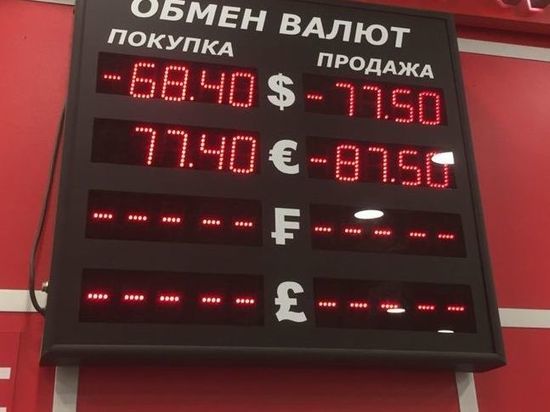 ОБМЕН ВАЛЮТ
ПОКУПКА ПРОДАЖА
-68.40 $ -77.50
77.40 € -87.50
----- ₣ -----
----- £ -----